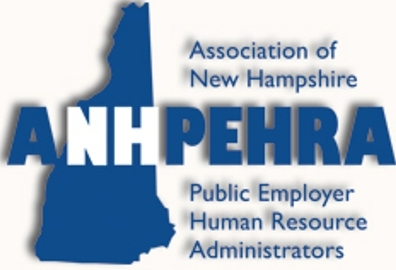 Association of
New Hampshire
ANHPEHRA
Public Employer
Human Resource
Administrators